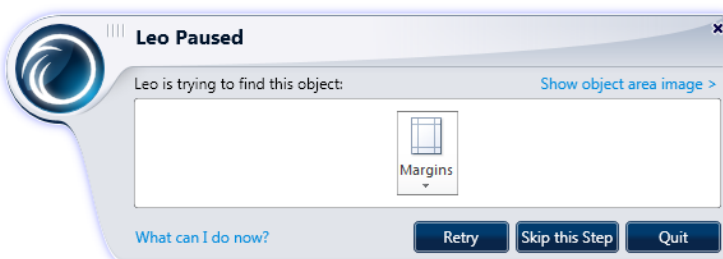 Leo Paused
Leo is trying to find this object:
Show object area image >
Margins
What can I do now?
Retry
Skip this Step
Quit